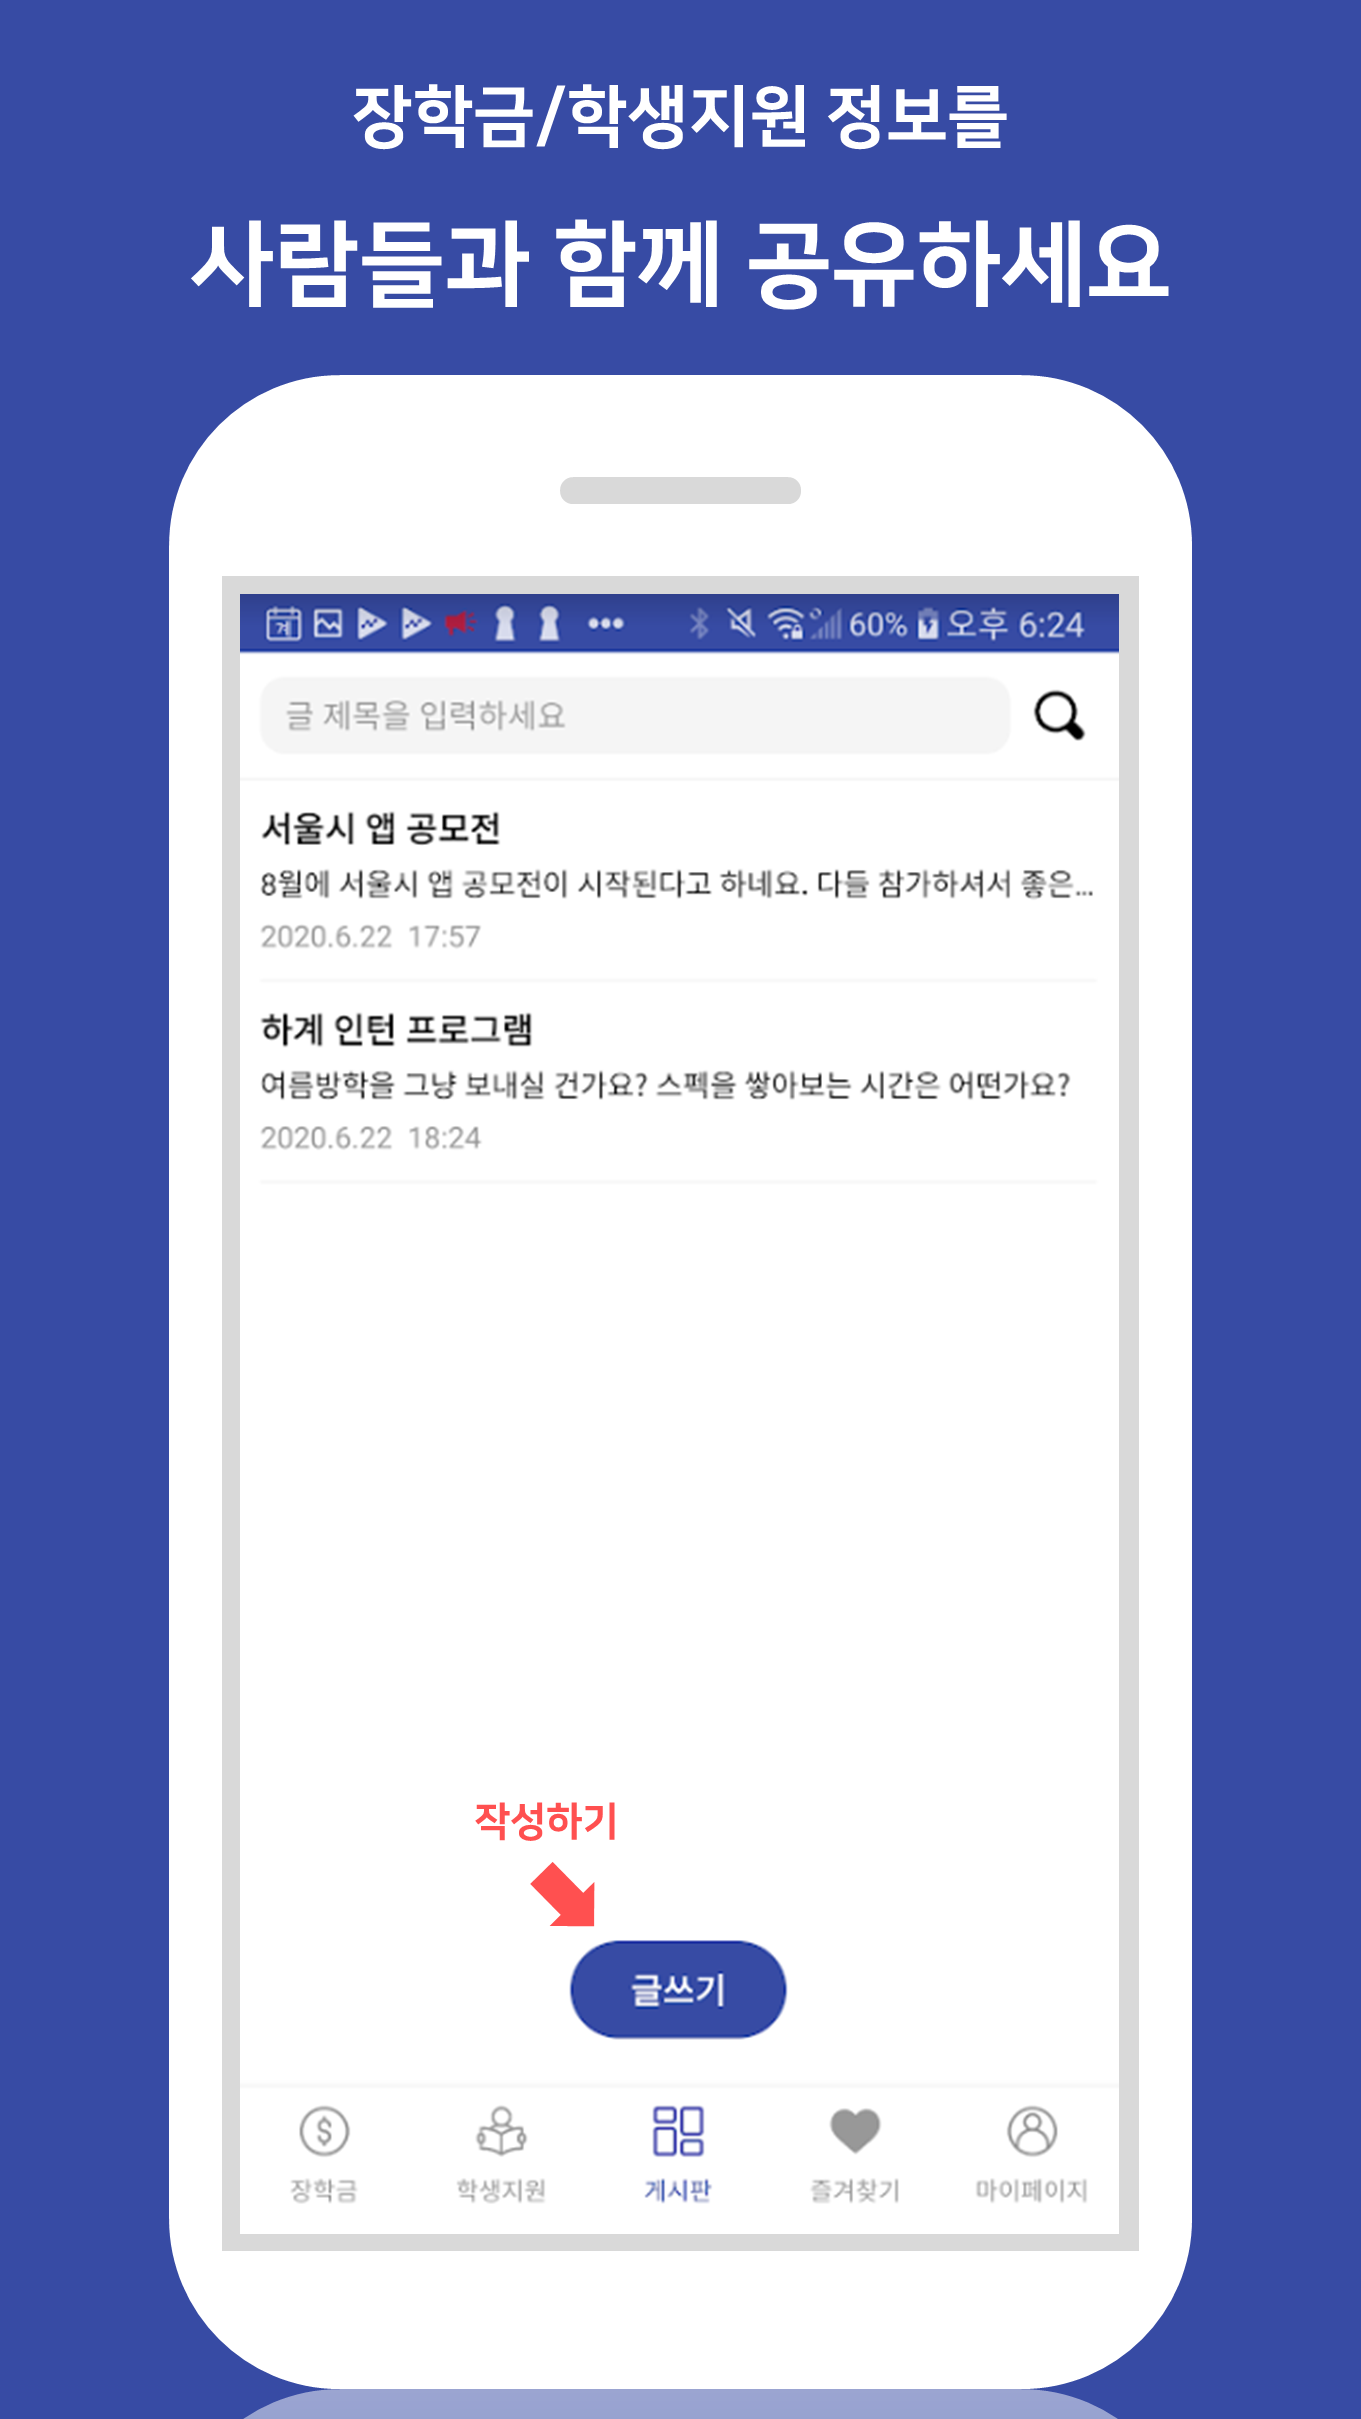 장학금/학생지원 정보를
사람들과 함께 공유하세요
60% 오후 6:24
글 제목을 입력하세요
서울시 앱 공모전
8월에 서울시 앱 공모전이 시작된다고 하네요. 다들 참가하셔서 좋은...
2020.6.22 17:57
하계 인턴 프로그램
여름방학을 그냥 보내실 건가요? 스펙을 쌓아보는 시간은 어떤가요?
2020.6.22 18:24
작성하기
글쓰기
장학금 학생지원 게시판 즐겨찾기 마이페이지